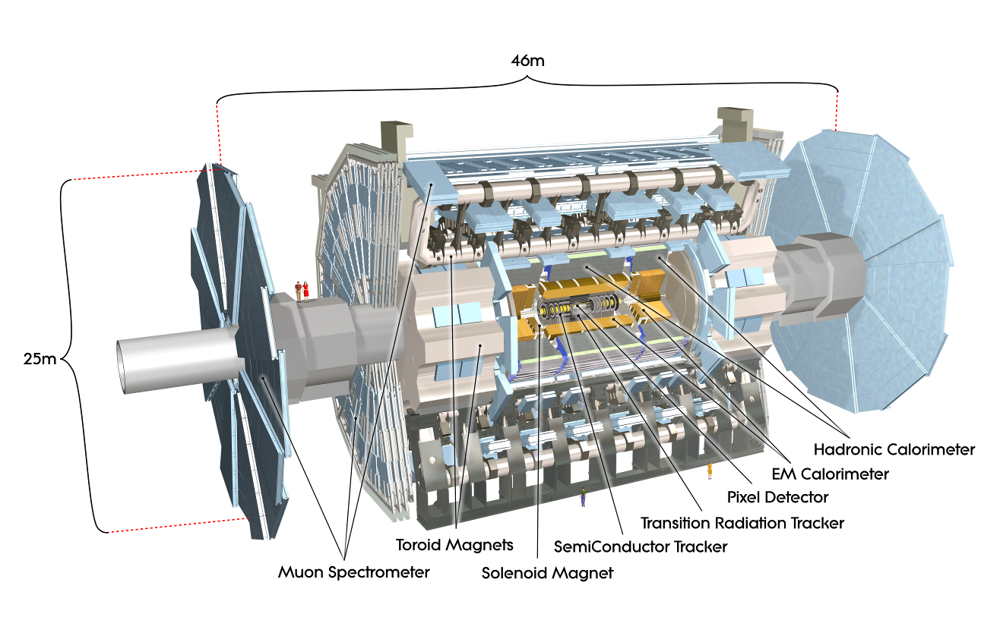 46m
25m
Hadronic Calorimeter
EM Calorimeter
Pixel Detector
Transition Radiation Tracker
Toroid Magnets
SemiConductor Tracker
Muon Spectrometer
Solenoid Magnet